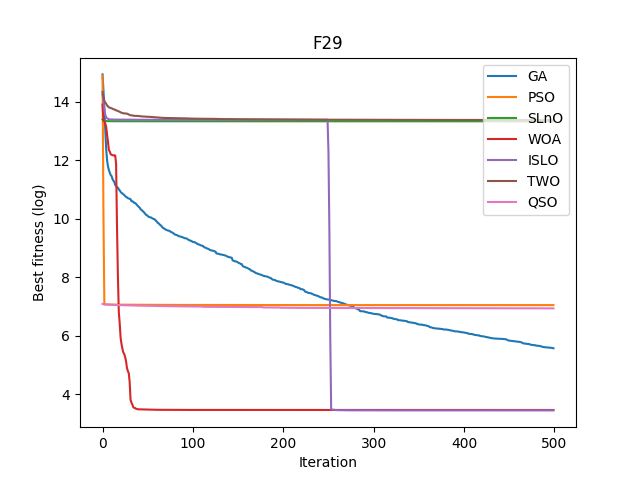 F29
Best fitness (log)
14
12
10
8
6
4
GA
PSO
SLnO
WOA
ISLO
TWO
QSO
0
100
200
300
400
500
Iteration